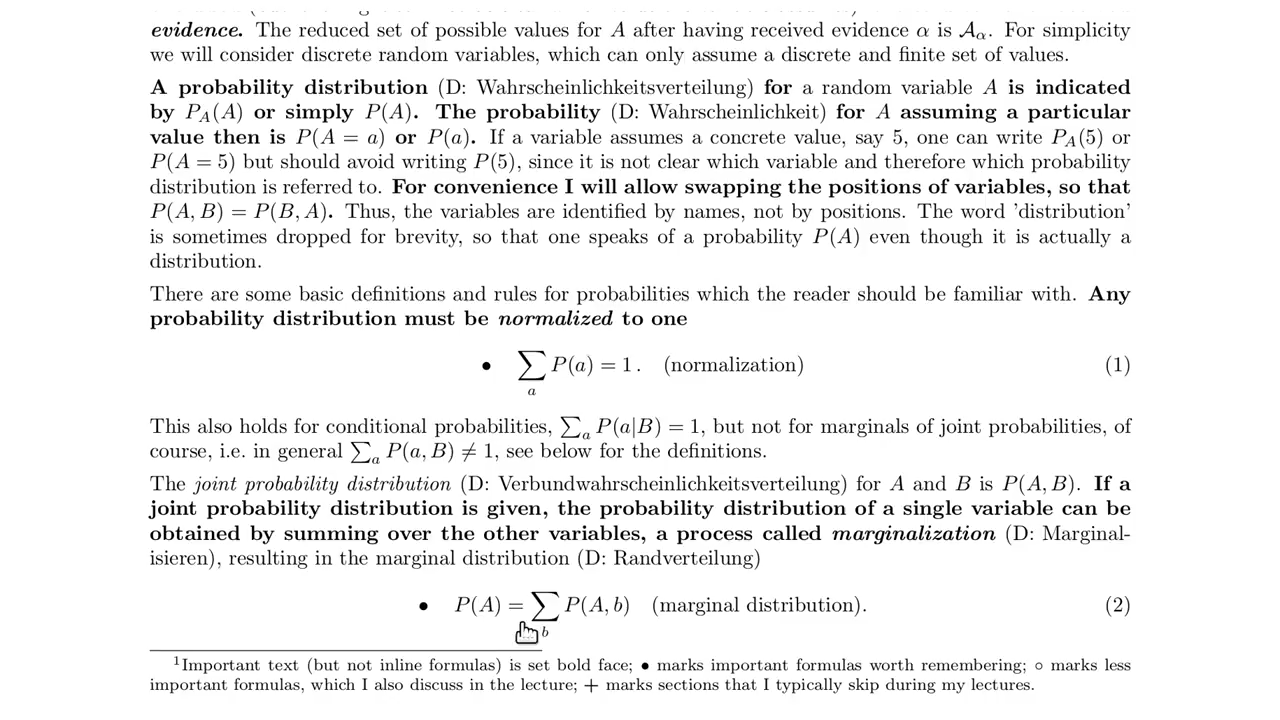 evidence. The reduced set of possible values for A after having received evidence α is 𝒜α. For simplicity
we will consider discrete random variables, which can only assume a discrete and finite set of values.
A probability distribution (D: Wahrscheinlichkeitsverteilung) for a random variable A is indicated
by P_A(A) or simply P(A). The probability (D: Wahrscheinlichkeit) for A assuming a particular
value then is P(A = a) or P(a). If a variable assumes a concrete value, say 5, one can write P_A(5) or
P(A = 5) but should avoid writing P(5), since it is not clear which variable and therefore which probability
distribution is referred to. For convenience I will allow swapping the positions of variables, so that
P(A, B) = P(B, A). Thus, the variables are identified by names, not by positions. The word 'distribution'
is sometimes dropped for brevity, so that one speaks of a probability P(A) even though it is actually a
distribution.
There are some basic definitions and rules for probabilities which the reader should be familiar with. Any
probability distribution must be normalized to one
• ∑_a P(a) = 1 . (normalization) (1)
This also holds for conditional probabilities, ∑_a P(a|B) = 1, but not for marginals of joint probabilities, of
course, i.e. in general ∑_a P(a, B) ≠ 1, see below for the definitions.
The joint probability distribution (D: Verbundwahrscheinlichkeitsverteilung) for A and B is P(A, B). If a
joint probability distribution is given, the probability distribution of a single variable can be
obtained by summing over the other variables, a process called marginalization (D: Marginal-
isieren), resulting in the marginal distribution (D: Randverteilung)
• P(A) = ∑_b P(A, b) (marginal distribution). (2)
¹Important text (but not inline formulas) is set bold face; • marks important formulas worth remembering; ◦ marks less
important formulas, which I also discuss in the lecture; + marks sections that I typically skip during my lectures.